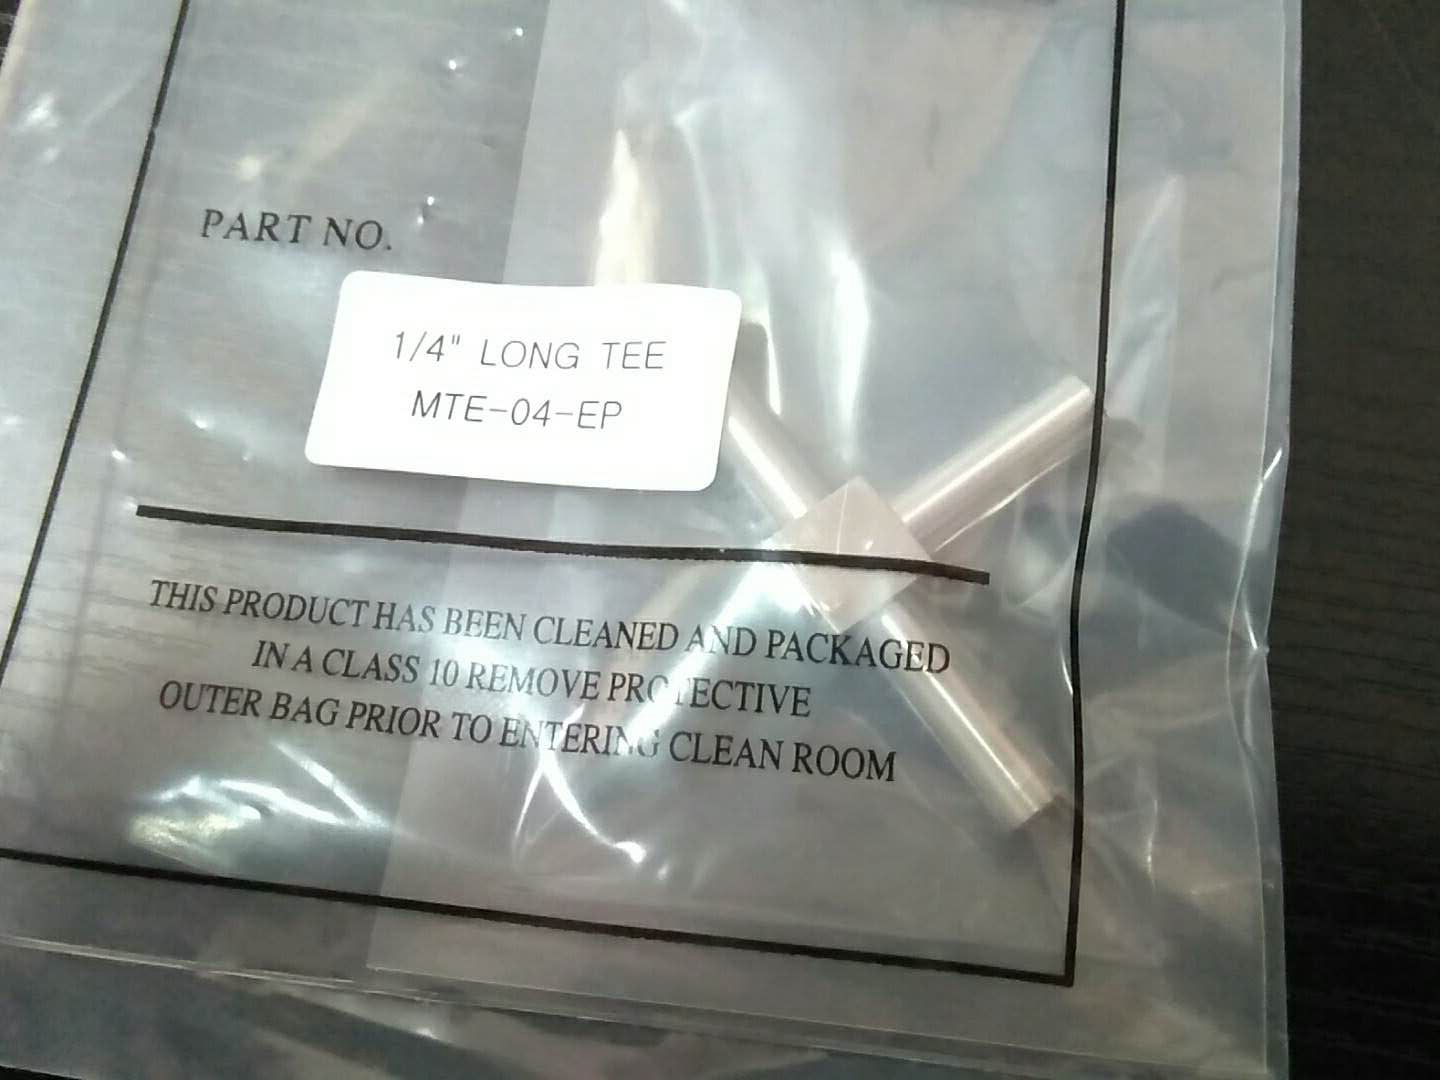 PART NO.
1/4" LONG TEE
MTE-04-EP
THIS PRODUCT HAS BEEN CLEANED AND PACKAGED
IN A CLASS 10 REMOVE PROTECTIVE
OUTER BAG PRIOR TO ENTERING CLEAN ROOM